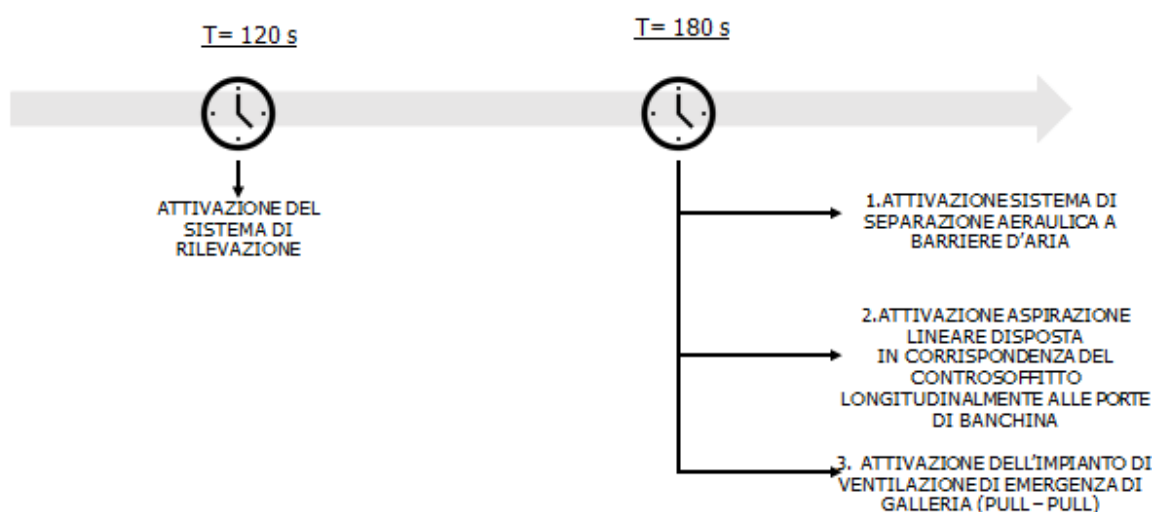 T= 120 s
T= 180 s
ATTIVAZIONE DEL
SISTEMA DI
RILEVAZIONE
1.ATTIVAZIONE SISTEMA DI
SEPARAZIONE AERAULICA A
BARRIERE D'ARIA
2.ATTIVAZIONE ASPIRAZIONE
LINEARE DISPOSTA
IN CORRISPONDENZA DEL
CONTROSOFFITTO
LONGITUDINALMENTE ALLE PORTE
DI BANCHINA
3. ATTIVAZIONE DELL'IMPIANTO DI
VENTILAZIONE DI EMERGENZA DI
GALLERIA (PULL – PULL)